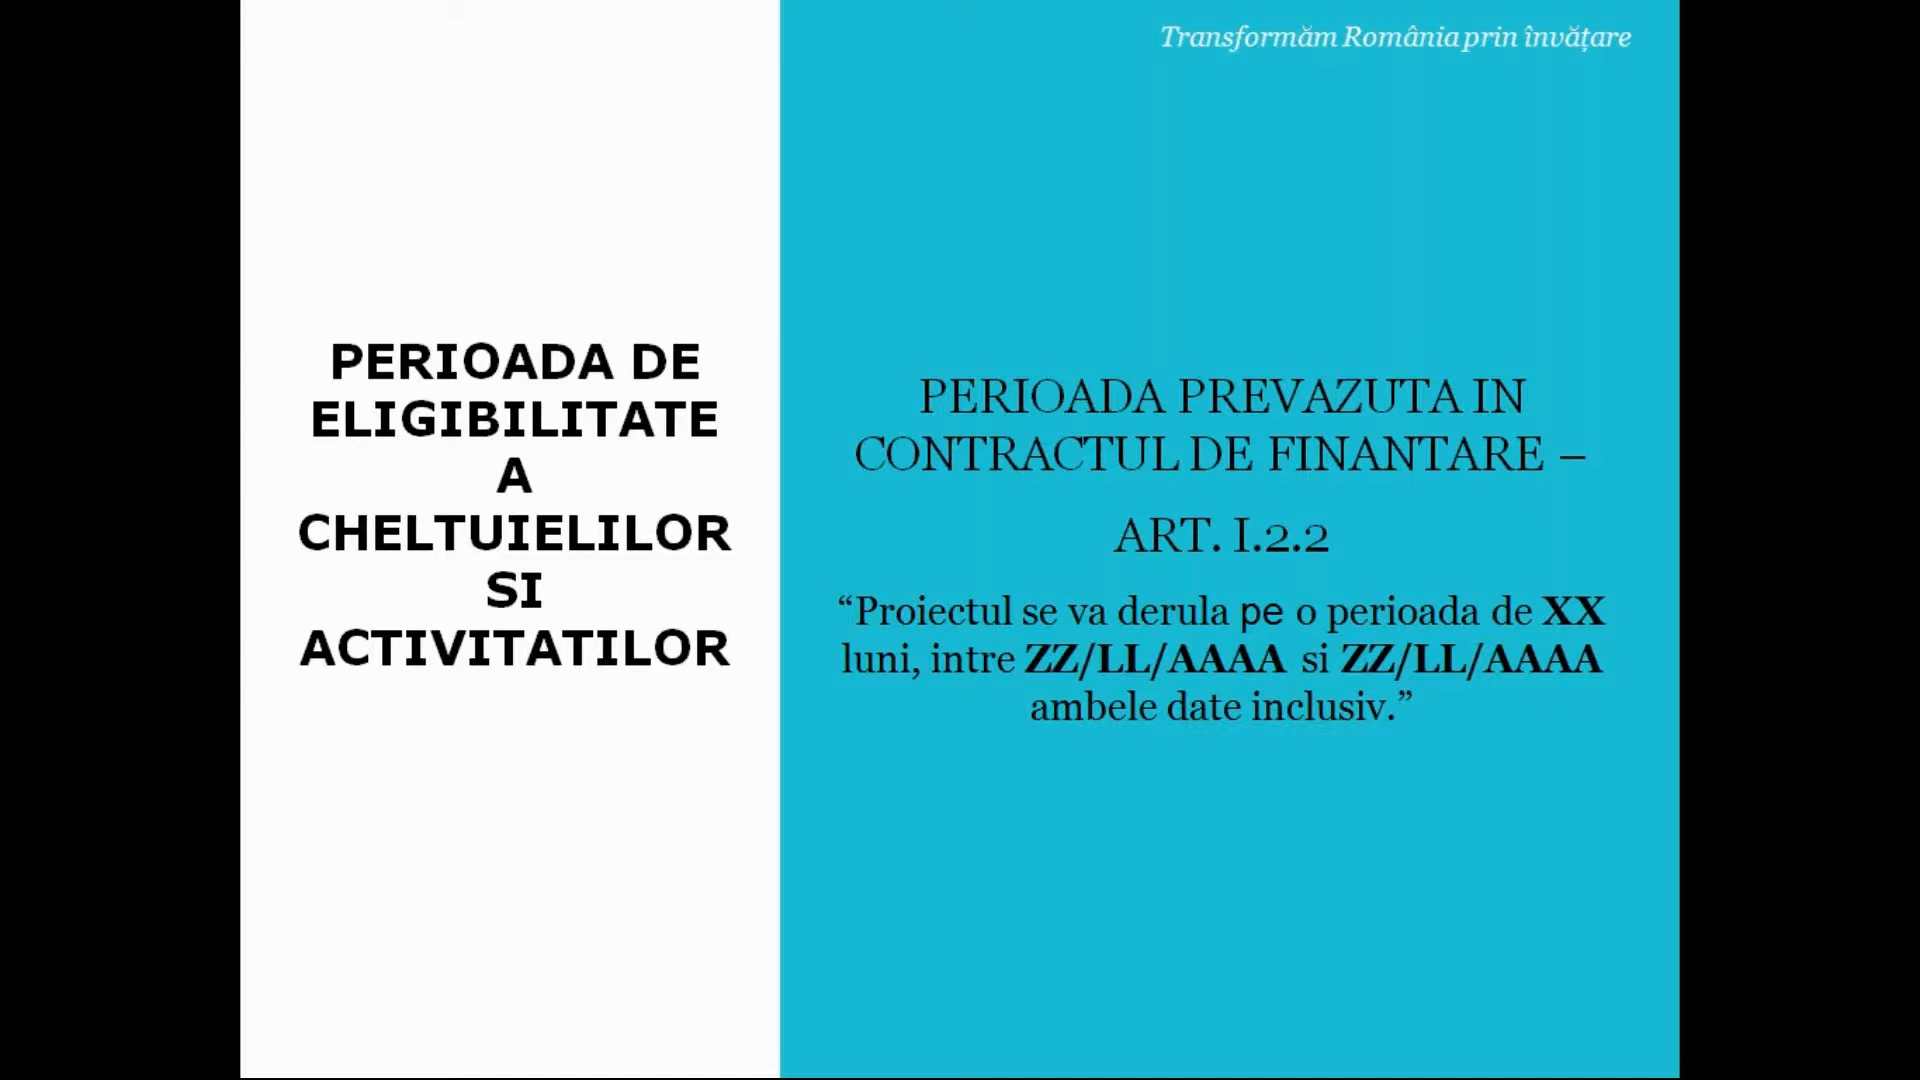 Transformăm România prin învățare
PERIOADA DE
ELIGIBILITATE
A
CHELTUIELILOR
SI
ACTIVITATILOR
PERIOADA PREVAZUTA IN
CONTRACTUL DE FINANTARE –
ART. I.2.2
“Proiectul se va derula pe o perioada de XX
luni, intre ZZ/LL/AAAA si ZZ/LL/AAAA
ambele date inclusiv.”